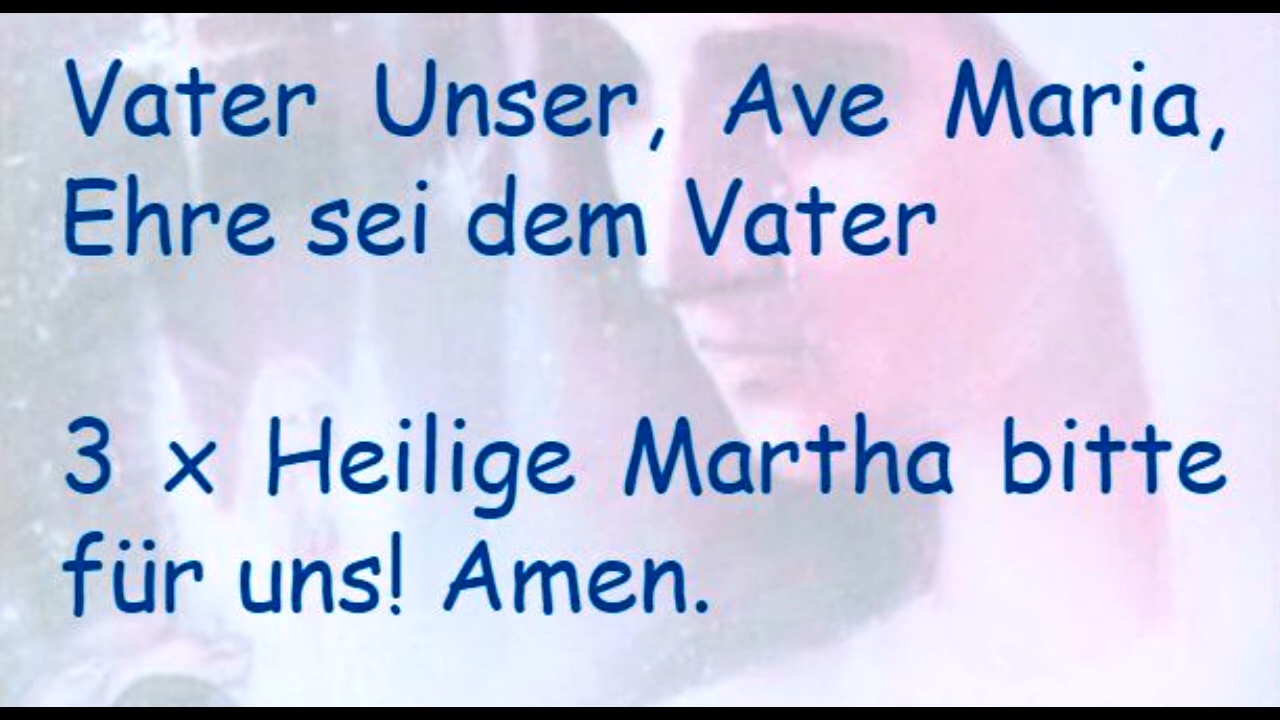 Vater Unser, Ave Maria,
Ehre sei dem Vater
3 x Heilige Martha bitte
für uns! Amen.